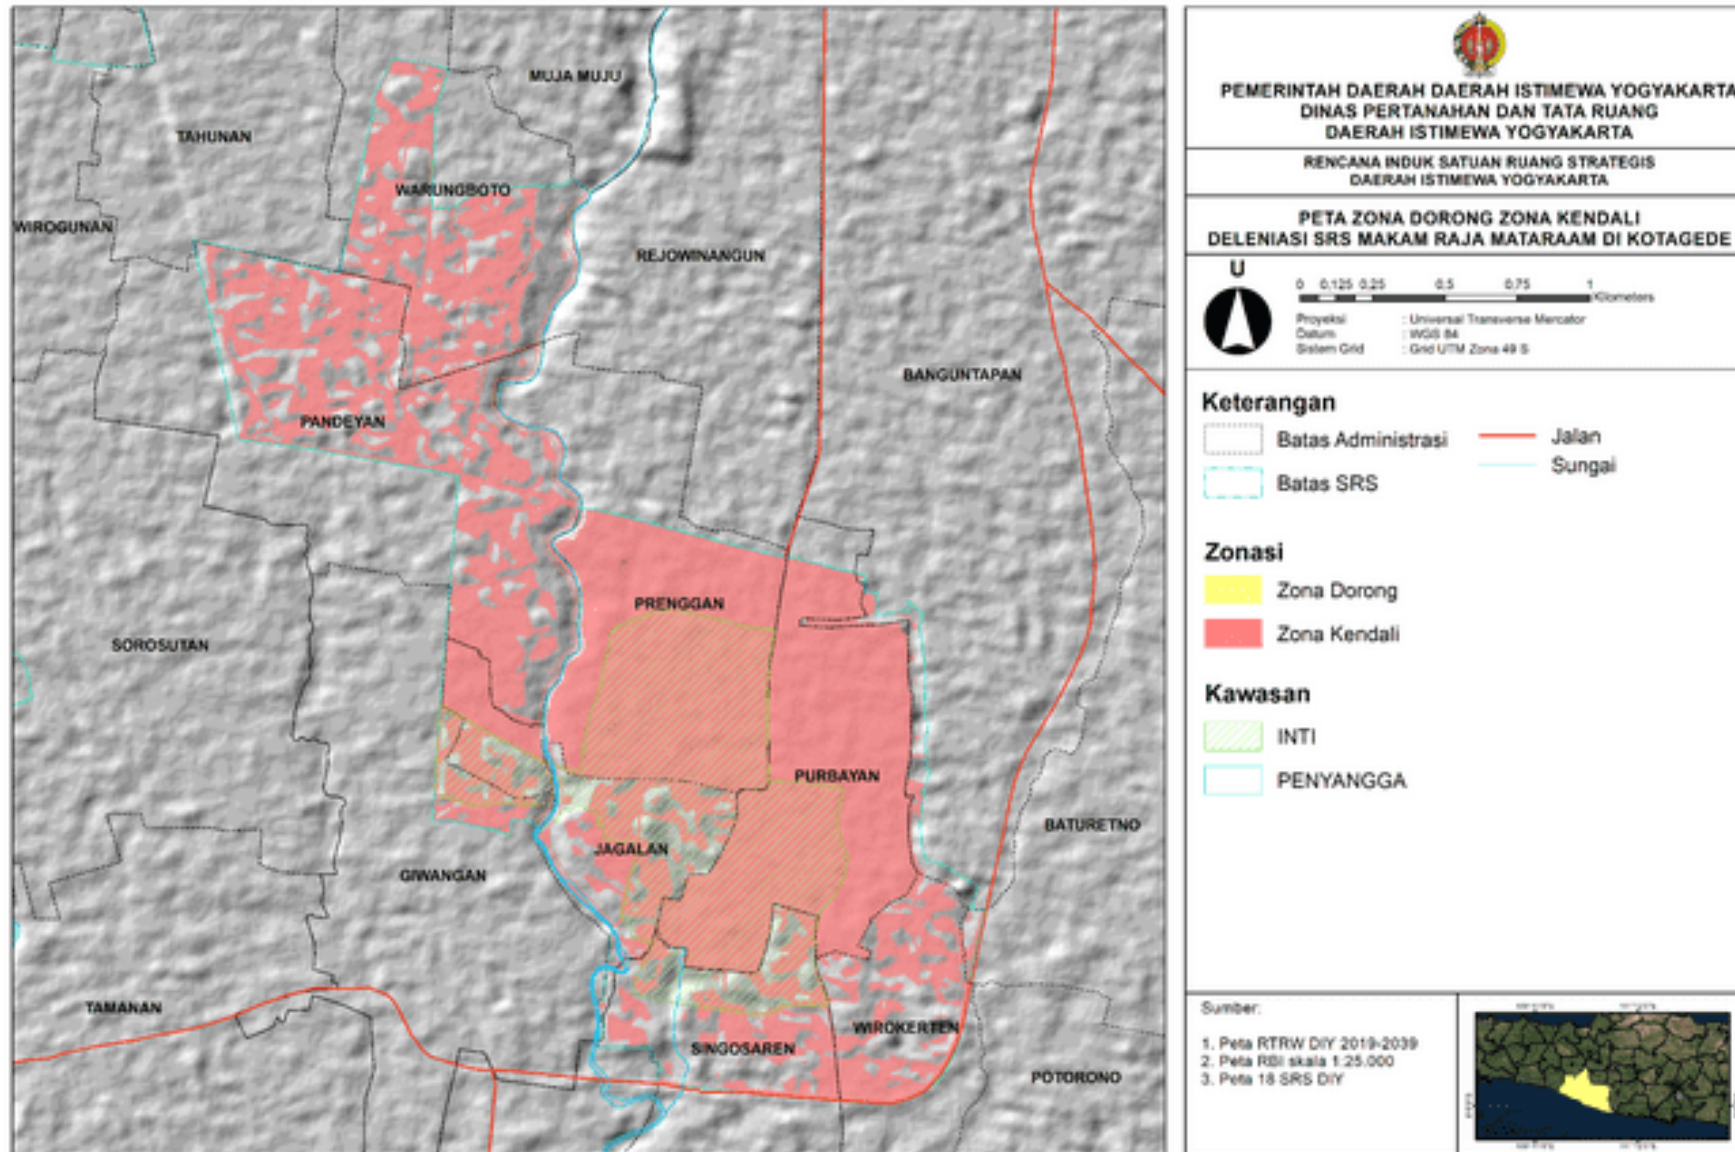 MUJA MUJU
TAHUNAN
WARUNGBOTO
WIROGUNAN
REJOWINANGUN
BANGUNTAPAN
PANDEYAN
PRENGGAN
SOROSUTAN
PURBAYAN
BATURETNO
JAGALAN
GIWANGAN
TAMANAN
WIROKERTEN
SINGOSAREN
POTORONO
PEMERINTAH DAERAH DAERAH ISTIMEWA YOGYAKARTA
DINAS PERTANAHAN DAN TATA RUANG
DAERAH ISTIMEWA YOGYAKARTA
RENCANA INDUK SATUAN RUANG STRATEGIS
DAERAH ISTIMEWA YOGYAKARTA
PETA ZONA DORONG ZONA KENDALI
DELENIASI SRS MAKAM RAJA MATARAAM DI KOTAGEDE
U
0 0,125 0,25 0,5 0,75 1
Kilometers
Proyeksi : Universal Transverse Mercator
Datum : WGS 84
Sistem Grid : Grid UTM Zona 49 S
Keterangan
Batas Administrasi
Jalan
Sungai
Batas SRS
Zonasi
Zona Dorong
Zona Kendali
Kawasan
INTI
PENYANGGA
Sumber:
1. Peta RTRW DIY 2019-2039
2. Peta RBI skala 1:25.000
3. Peta 18 SRS DIY